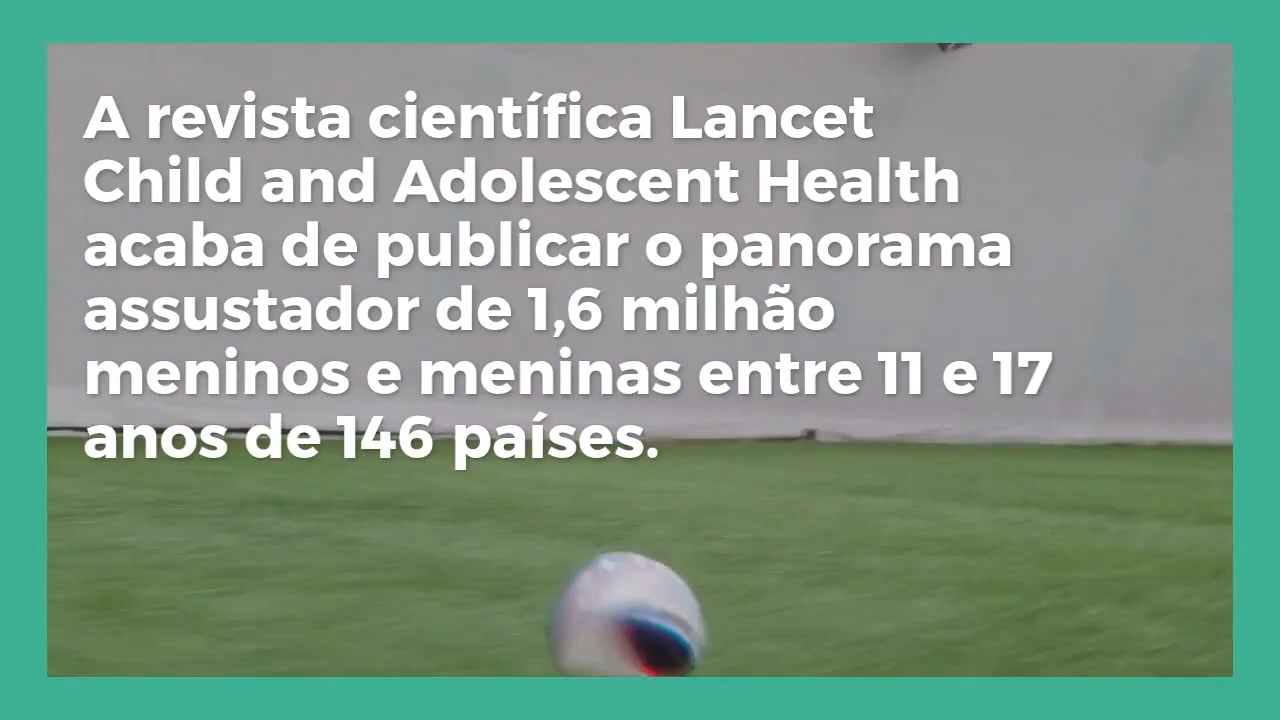 A revista científica Lancet
Child and Adolescent Health
acaba de publicar o panorama
assustador de 1,6 milhão
meninos e meninas entre 11 e 17
anos de 146 países.